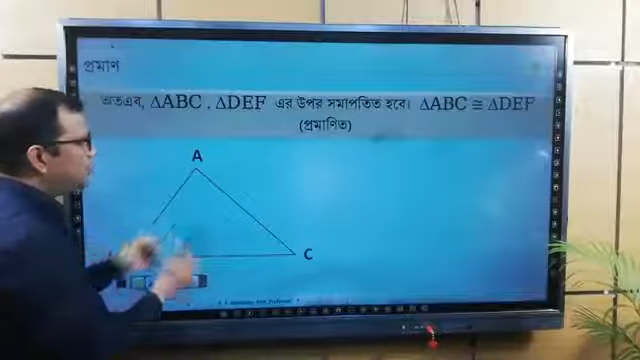 প্রমাণ
অতএব, ΔABC , ΔDEF এর উপর সমাপতিত হবে। ΔABC ≅ ΔDEF
(প্রমাণিত)
A
C